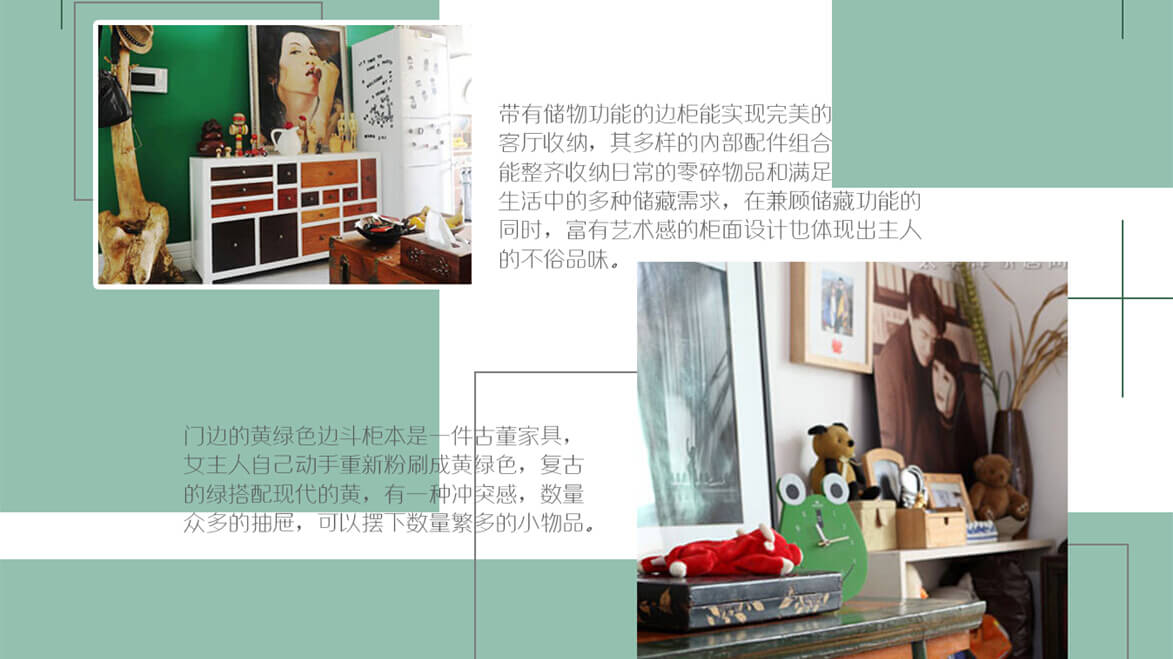 带有储物功能的边柜能实现完美的
客厅收纳，其多样的内部配件组合
能整齐收纳日常的零碎物品和满足
生活中的多种储藏需求，在兼顾储藏功能的
同时，富有艺术感的柜面设计也体现出主人
的不俗品味。
门边的黄绿色边斗柜本是一件古董家具，
女主人自己动手重新粉刷成黄绿色，复古
的绿搭配现代的黄，有一种冲突感，数量
众多的抽屉，可以摆下数量繁多的小物品。